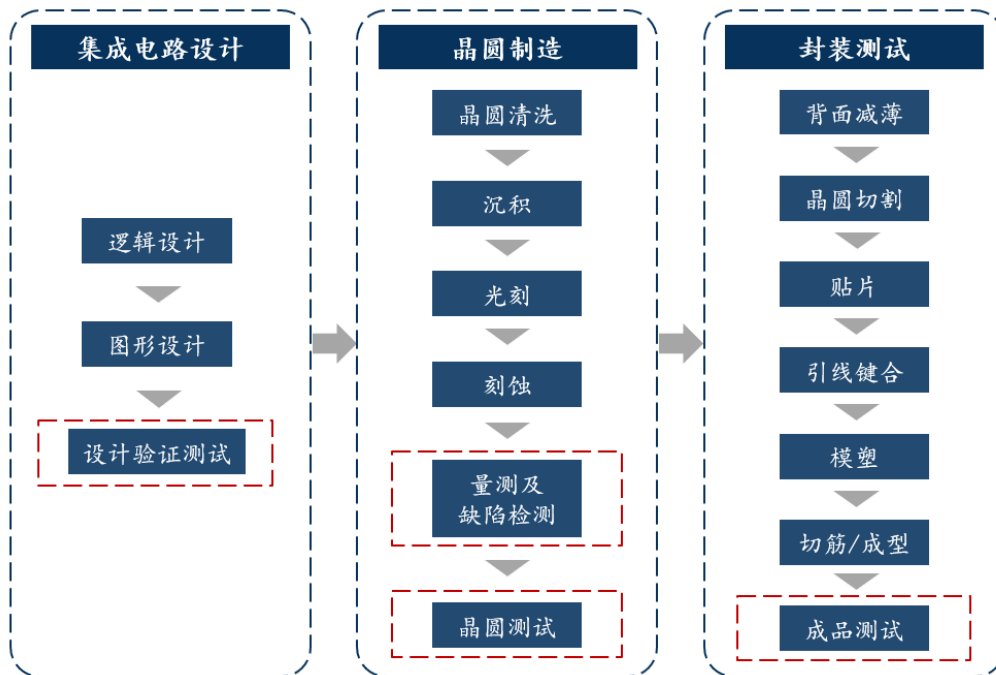 集成电路设计
逻辑设计
图形设计
设计验证测试
晶圆制造
晶圆清洗
沉积
光刻
刻蚀
量测及
缺陷检测
晶圆测试
封装测试
背面减薄
晶圆切割
贴片
引线键合
模塑
切筋/成型
成品测试